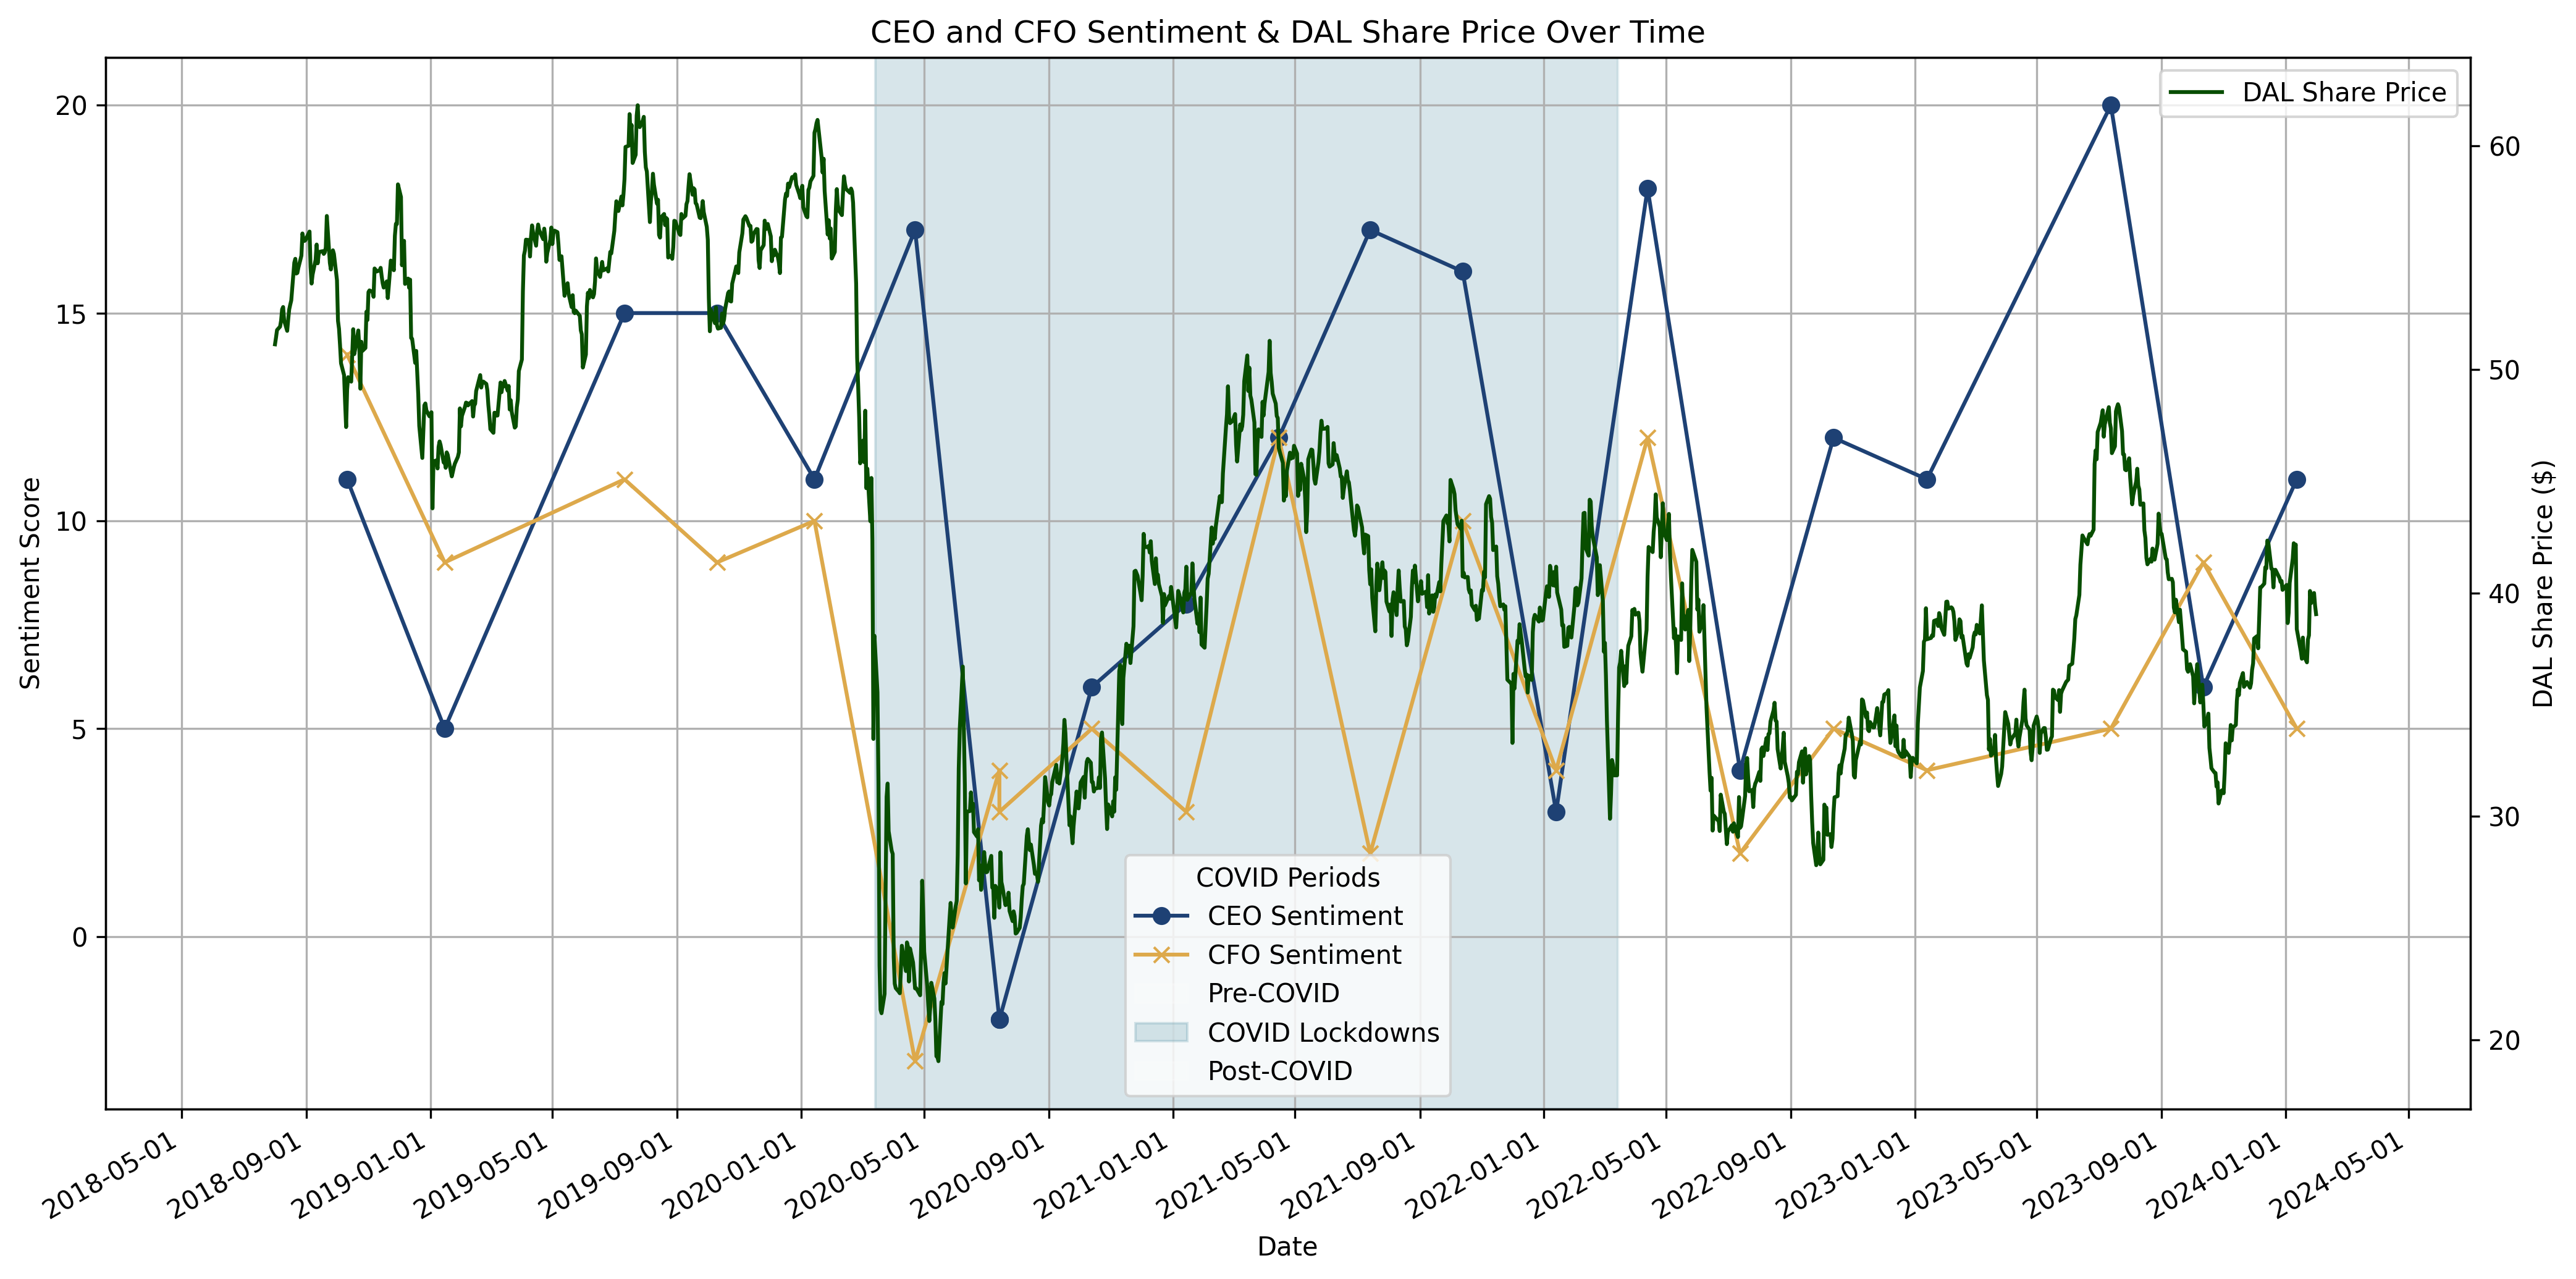 CEO and CFO Sentiment & DAL Share Price Over Time
DAL Share Price
20
15
10
5
0
Sentiment Score
60
50
40
30
20
DAL Share Price ($)
COVID Periods
CEO Sentiment
CFO Sentiment
Pre-COVID
COVID Lockdowns
Post-COVID
2018-05-01
2018-09-01
2019-01-01
2019-05-01
2019-09-01
2020-01-01
2020-05-01
2020-09-01
2021-01-01
2021-05-01
2021-09-01
2022-01-01
2022-05-01
2022-09-01
2023-01-01
2023-05-01
2023-09-01
2024-01-01
2024-05-01
Date